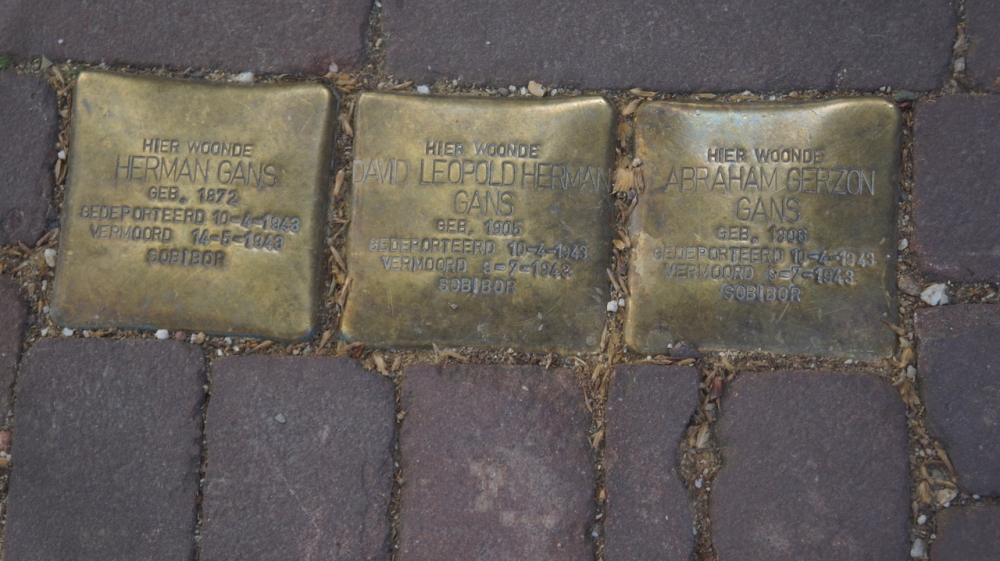 HIER WOONDE
HERMAN GANS
GEB. 1872
GEDEPORTEERD 10-4-1943
VERMOORD 14-5-1943
SOBIBOR
HIER WOONDE
DAVID LEOPOLD HERMAN
GANS
GEB. 1905
GEDEPORTEERD 10-4-1943
VERMOORD 9-7-1943
SOBIBOR
HIER WOONDE
ABRAHAM GERZON
GANS
GEB. 1906
GEDEPORTEERD 10-4-1943
VERMOORD 9-7-1943
SOBIBOR